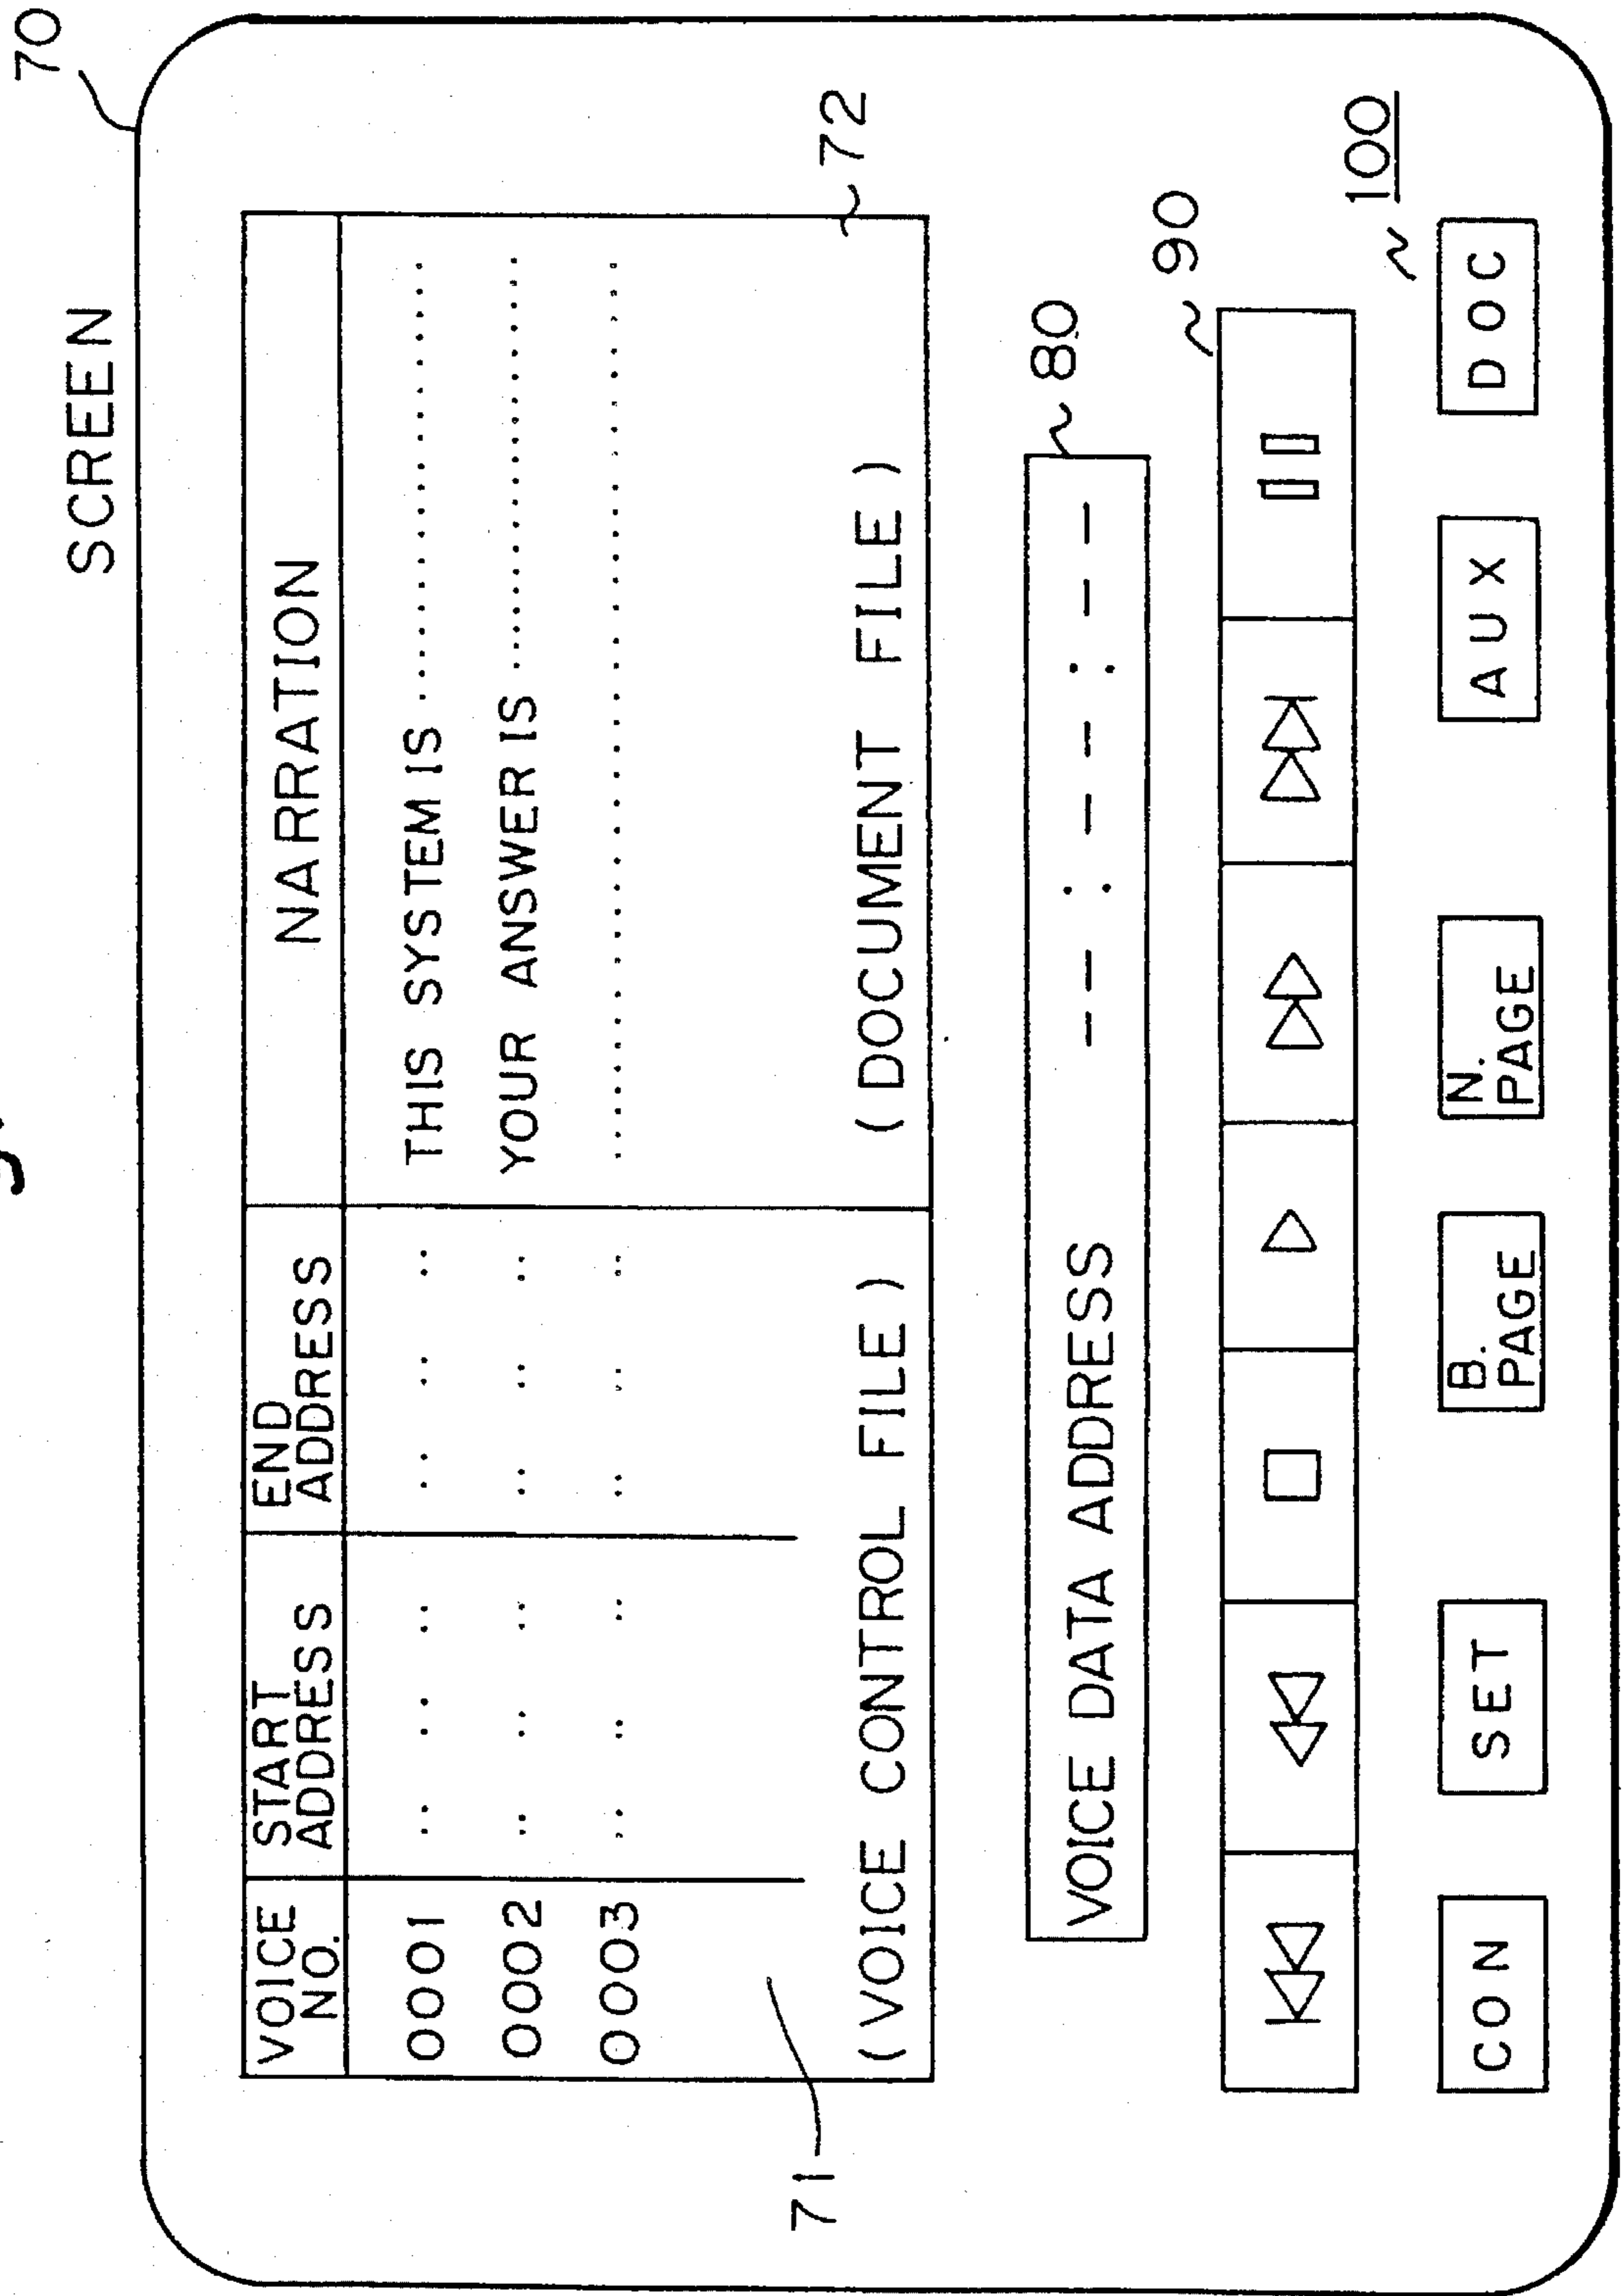 SCREEN
70
VOICE NO.
START ADDRESS
END ADDRESS
NARRATION
0001 : : : : : : THIS SYSTEM IS ..................
0002 : : : : : : YOUR ANSWER IS ..................
0003 : : : : : : ........................................
(VOICE CONTROL FILE) (DOCUMENT FILE)
71
72
VOICE DATA ADDRESS -- : -- : --
80
90
100
CON
SET
B. PAGE
N. PAGE
AUX
DOC